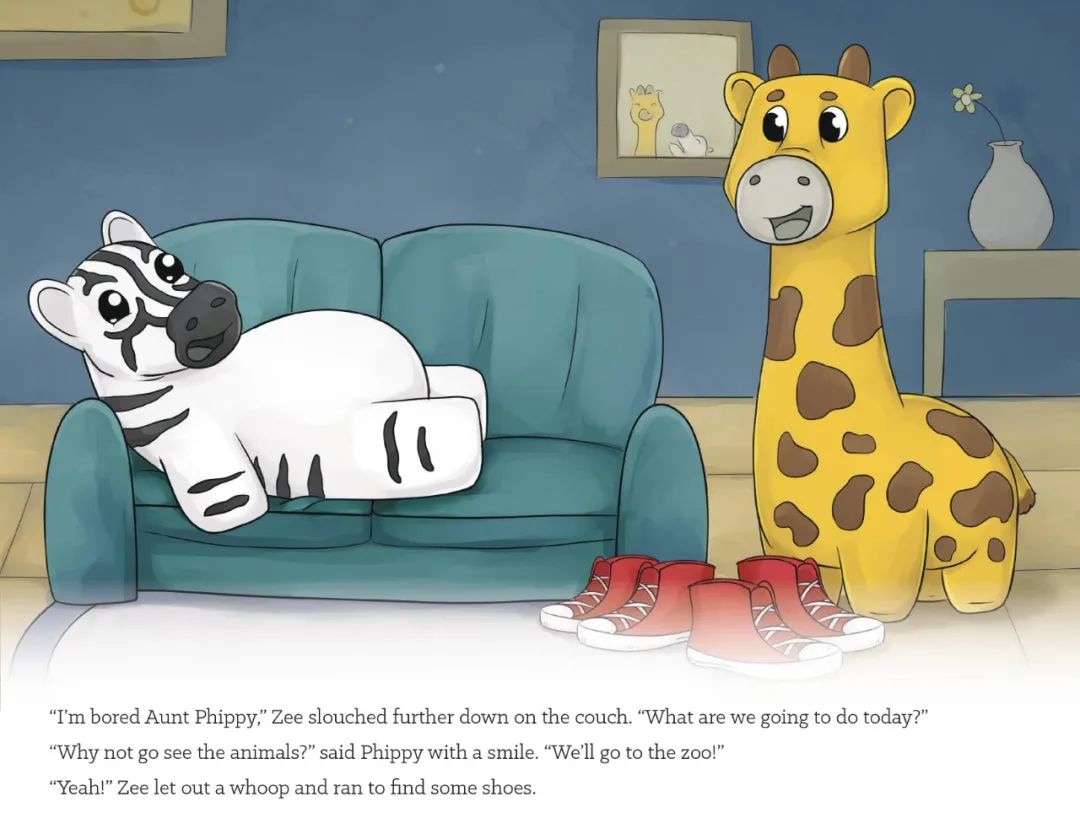 “I’m bored Aunt Phippy,” Zee slouched further down on the couch. “What are we going to do today?”
“Why not go see the animals?” said Phippy with a smile. “We’ll go to the zoo!”
“Yeah!” Zee let out a whoop and ran to find some shoes.